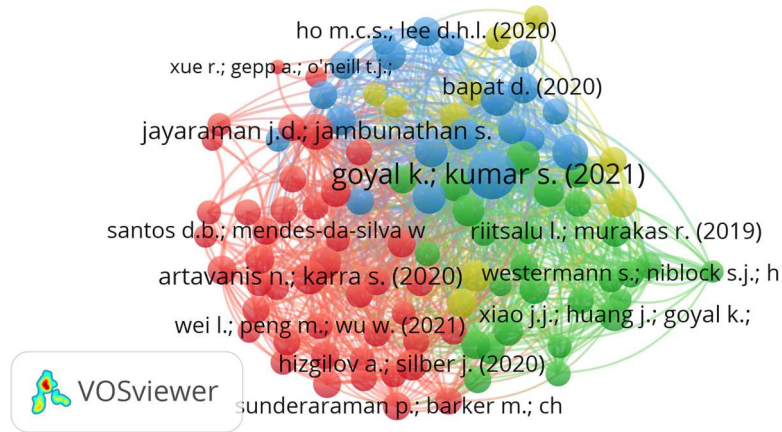 ho m.c.s.; lee d.h.l. (2020)
xue r.; gepp a.; o'neill t.j.;
bapat d. (2020)
jayaraman j.d.; jambunathan s.
goyal k.; kumar s. (2021)
santos d.b.; mendes-da-silva w
riitsalu l.; murakas r. (2019)
artavanis n.; karra s. (2020)
westermann s.; niblock s.j.; h
xiao j.j.; huang j.; goyal k.;
wei l.; peng m.; wu w. (2021)
hizgilov a.; silber j. (2020)
VOSviewer
sunderaraman p.; barker m.; ch